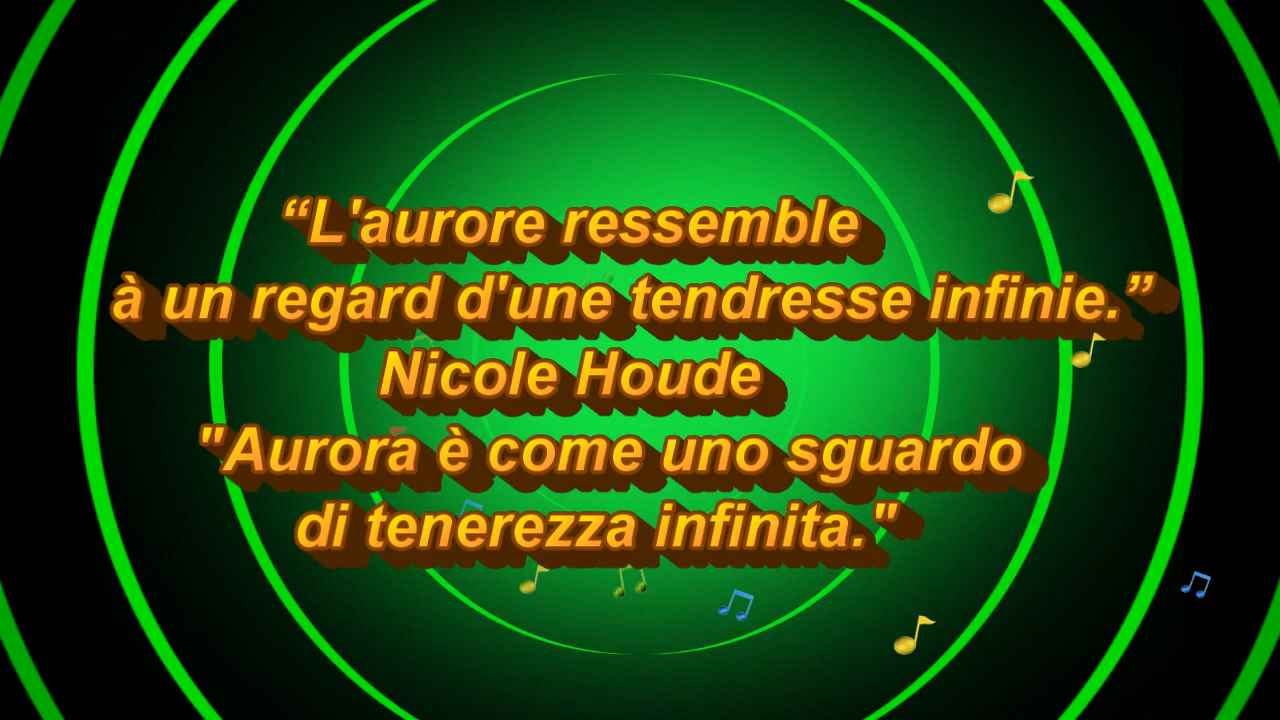 “L'aurore ressemble
à un regard d'une tendresse infinie.”
Nicole Houde
"Aurora è come uno sguardo
di tenerezza infinita."